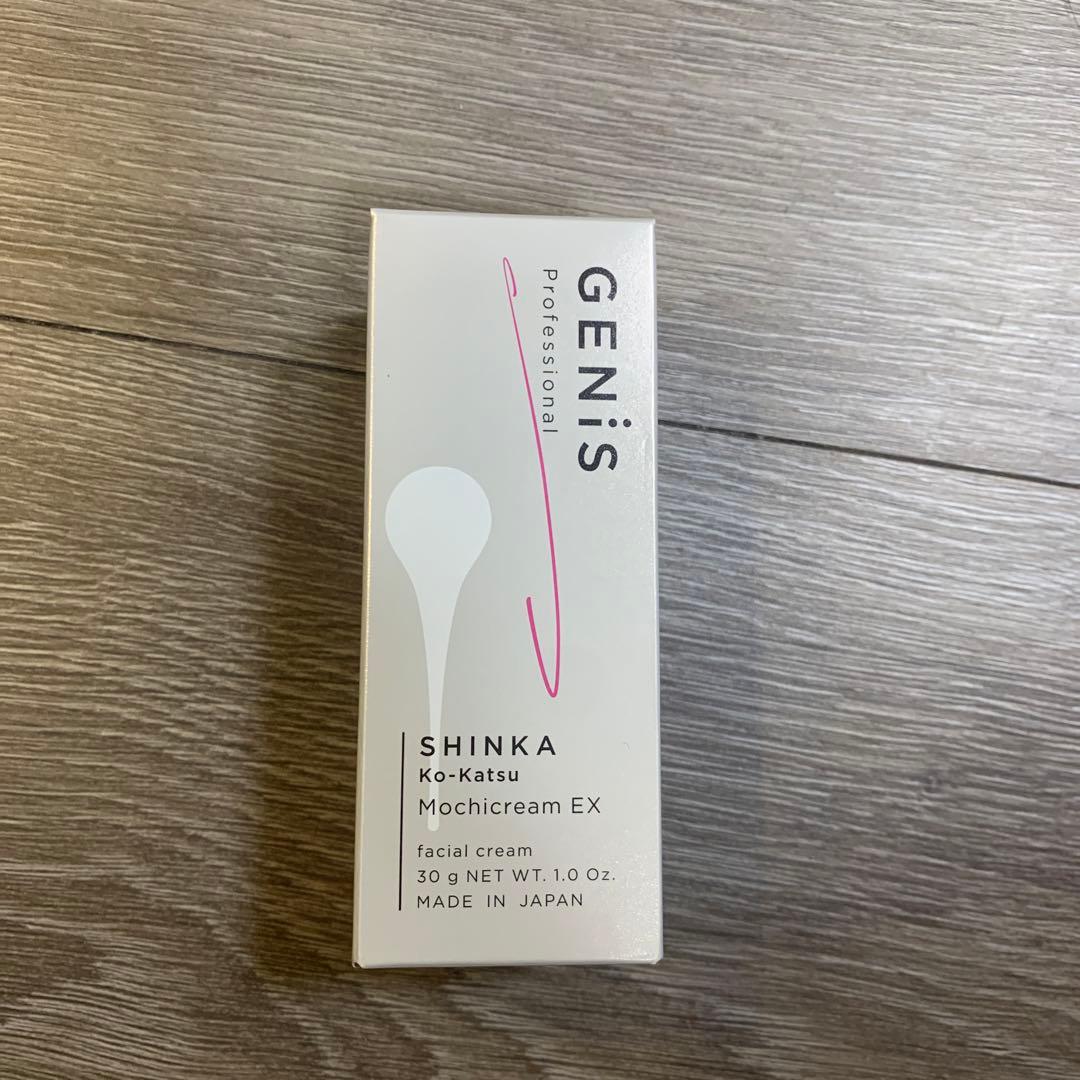 GENiS
Professional
SHINKA
Ko-Katsu
Mochicream EX
facial cream
30 g NET WT. 1.0 Oz.
MADE IN JAPAN